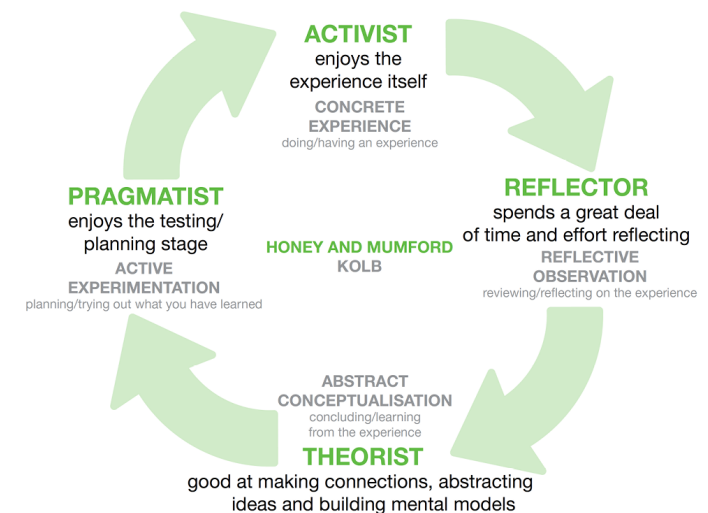 ACTIVIST
enjoys the
experience itself
CONCRETE
EXPERIENCE
doing/having an experience
REFLECTOR
spends a great deal
of time and effort reflecting
REFLECTIVE
OBSERVATION
reviewing/reflecting on the experience
PRAGMATIST
enjoys the testing/
planning stage
ACTIVE
EXPERIMENTATION
planning/trying out what you have learned
HONEY AND MUMFORD
KOLB
ABSTRACT
CONCEPTUALISATION
concluding/learning
from the experience
THEORIST
good at making connections, abstracting
ideas and building mental models